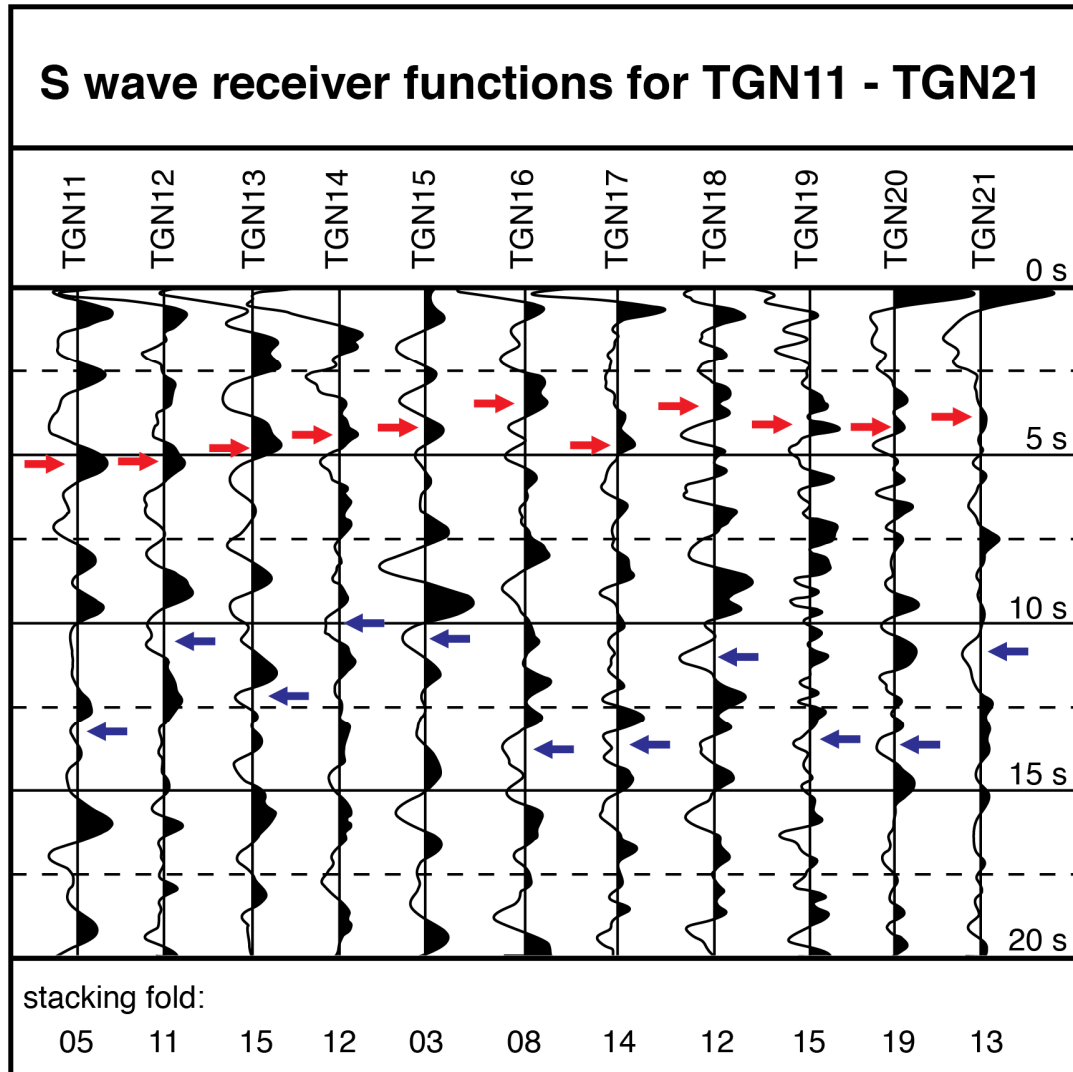 S wave receiver functions for TGN11 - TGN21
TGN11 TGN12 TGN13 TGN14 TGN15 TGN16 TGN17 TGN18 TGN19 TGN20 TGN21
0 s
5 s
10 s
15 s
20 s
stacking fold:
05 11 15 12 03 08 14 12 15 19 13